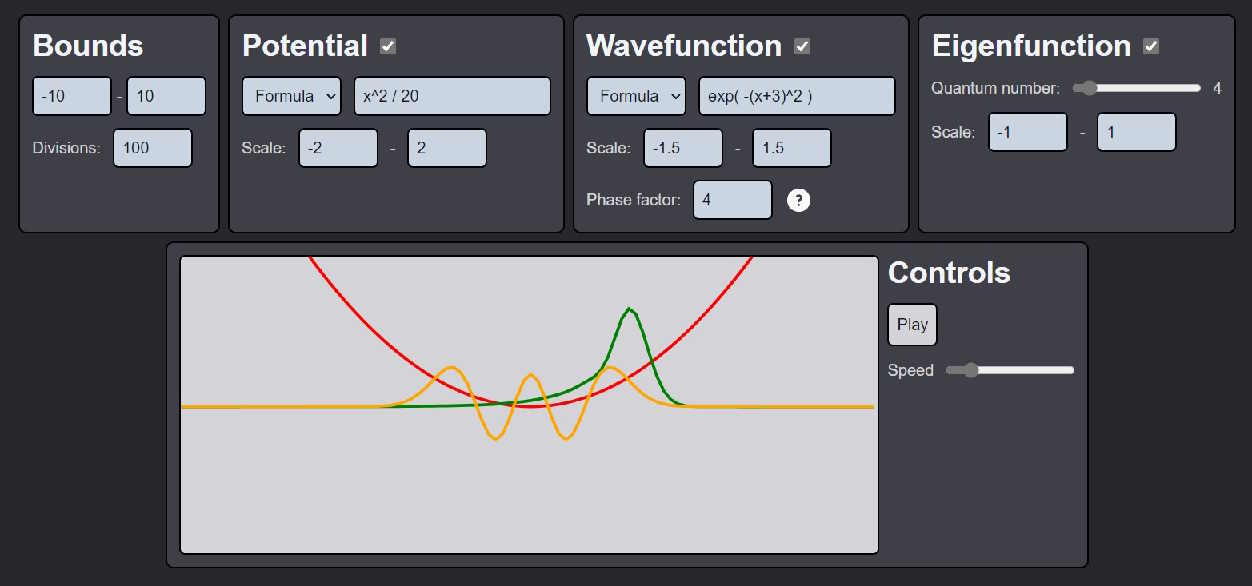 Bounds
-10 - 10
Divisions: 100
Potential
Formula x^2 / 20
Scale: -2 - 2
Wavefunction
Formula exp( -(x+3)^2 )
Scale: -1.5 - 1.5
Phase factor: 4 ?
Eigenfunction
Quantum number: 4
Scale: -1 - 1
Controls
Play
Speed